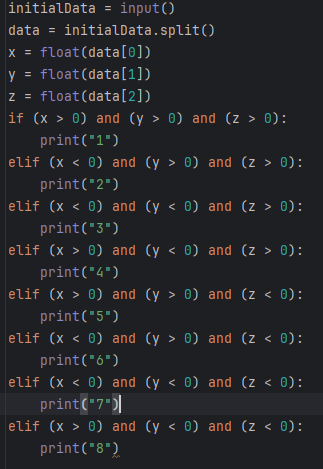 initialData = input()
data = initialData.split()
x = float(data[0])
y = float(data[1])
z = float(data[2])
if (x > 0) and (y > 0) and (z > 0):
    print("1")
elif (x < 0) and (y > 0) and (z > 0):
    print("2")
elif (x < 0) and (y < 0) and (z > 0):
    print("3")
elif (x > 0) and (y < 0) and (z > 0):
    print("4")
elif (x > 0) and (y > 0) and (z < 0):
    print("5")
elif (x < 0) and (y > 0) and (z < 0):
    print("6")
elif (x < 0) and (y < 0) and (z < 0):
    print("7")
elif (x > 0) and (y < 0) and (z < 0):
    print("8")